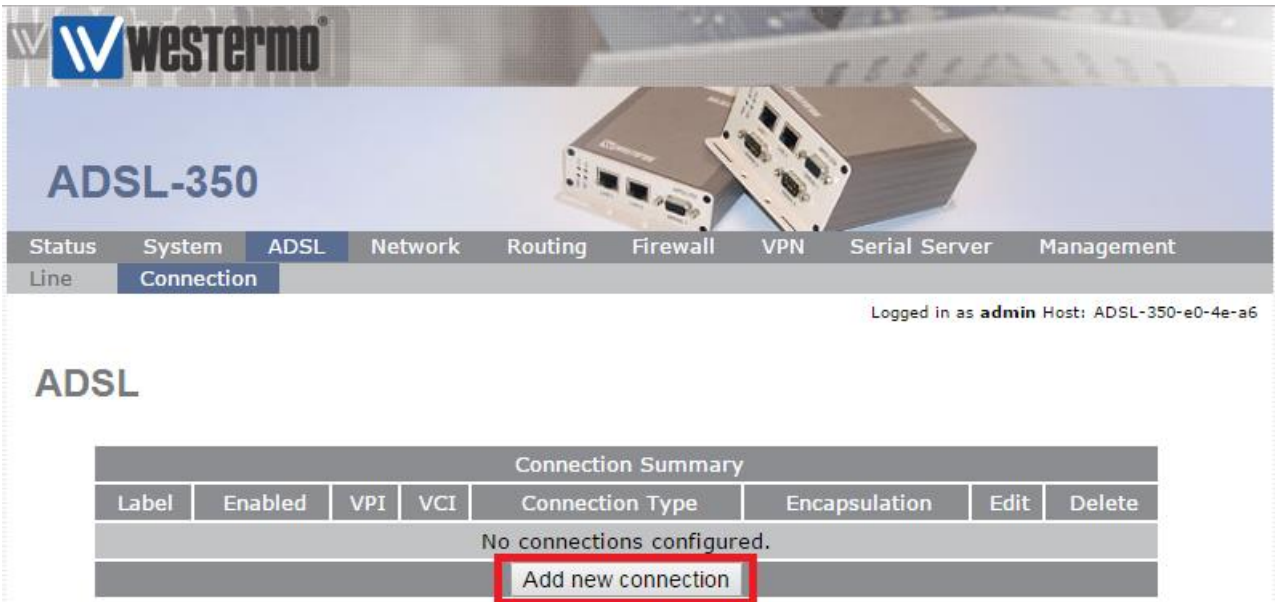 westermo®
ADSL-350
Status System ADSL Network Routing Firewall VPN Serial Server Management
Line Connection
Logged in as admin Host: ADSL-350-e0-4e-a6
ADSL
Connection Summary
Label Enabled VPI VCI Connection Type Encapsulation Edit Delete
No connections configured.
Add new connection